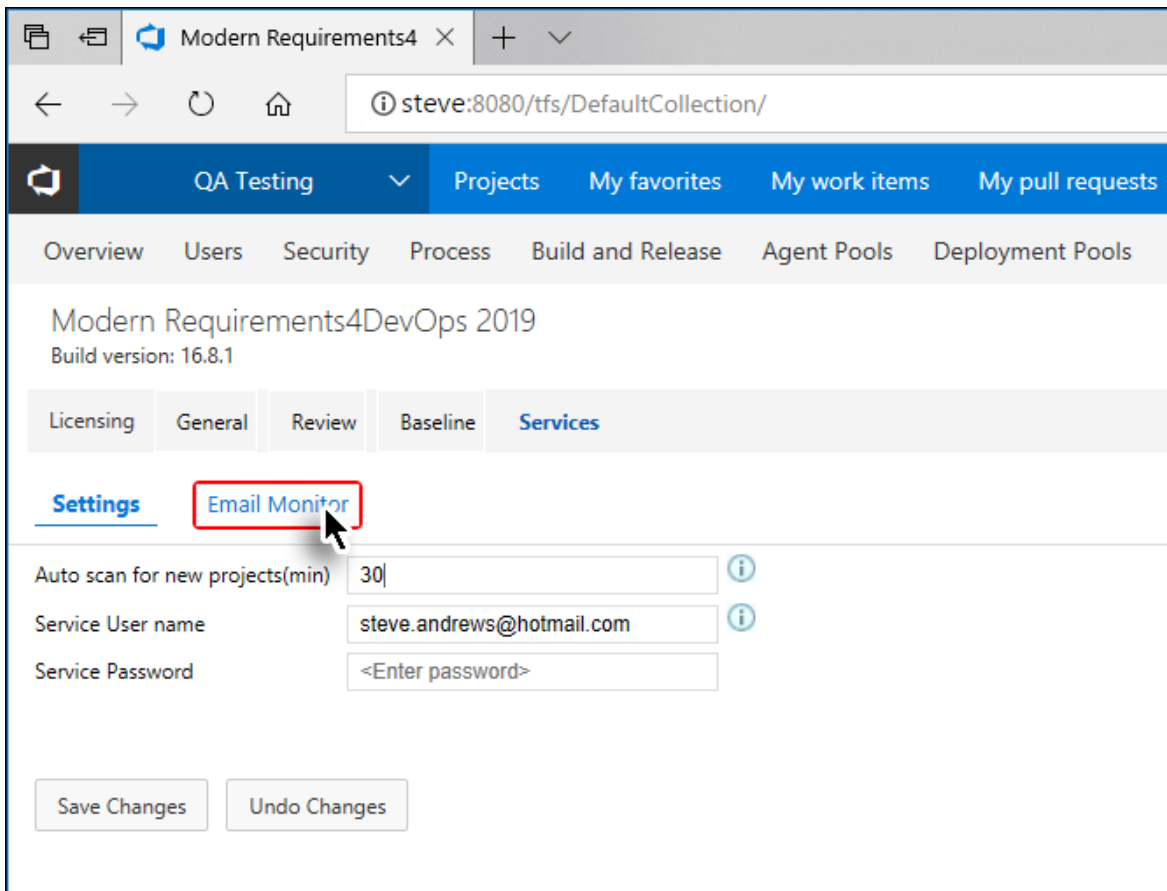 Modern Requirements4
steve:8080/tfs/DefaultCollection/
QA Testing Projects My favorites My work items My pull requests
Overview Users Security Process Build and Release Agent Pools Deployment Pools
Modern Requirements4DevOps 2019
Build version: 16.8.1
Licensing General Review Baseline Services
Settings Email Monitor
Auto scan for new projects(min) 30
Service User name steve.andrews@hotmail.com
Service Password <Enter password>
Save Changes Undo Changes